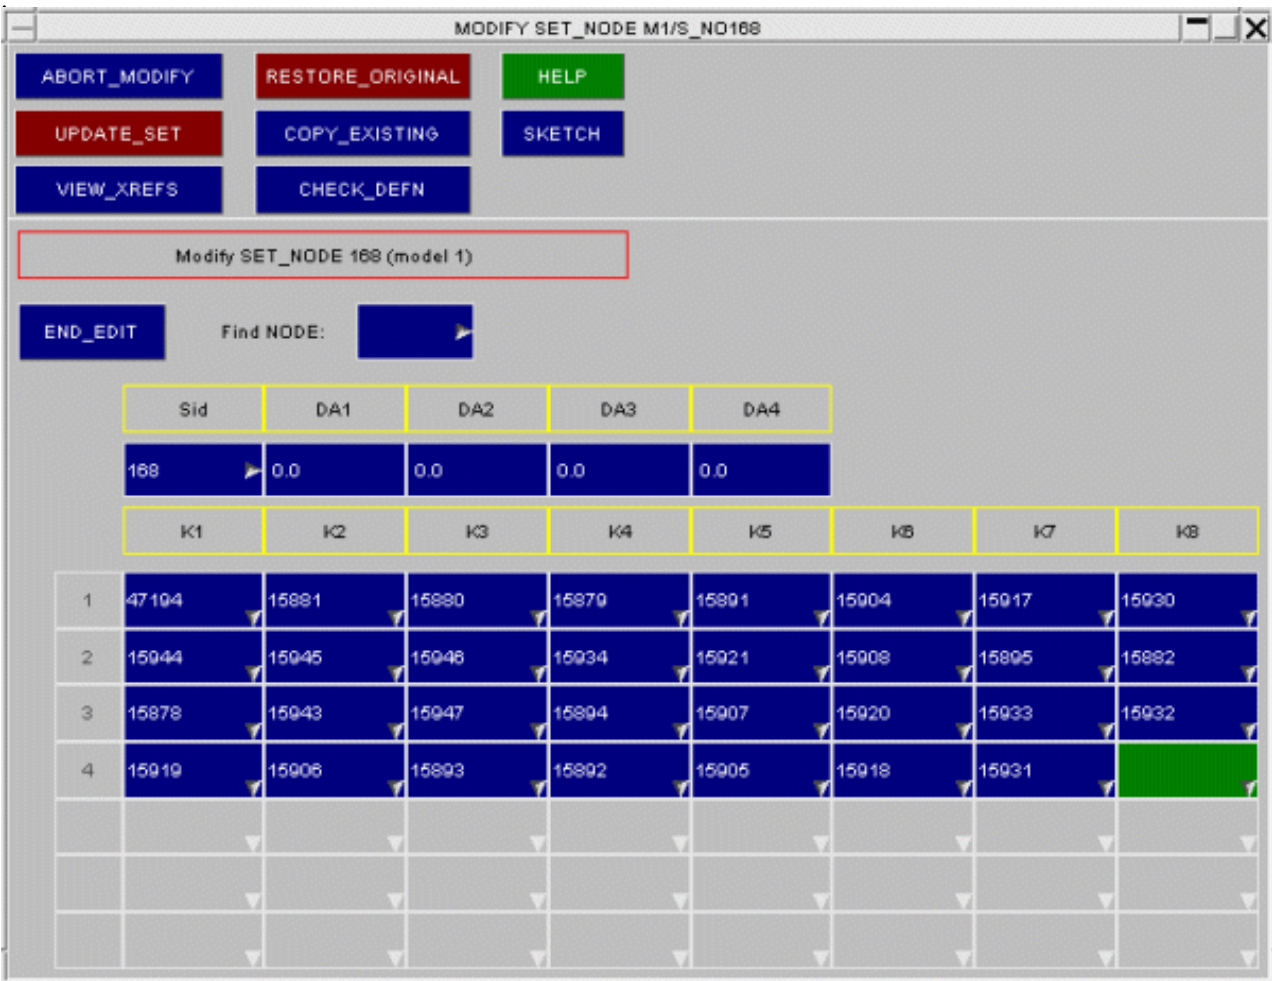 MODIFY SET_NODE M1/S_NO168
ABORT_MODIFY RESTORE_ORIGINAL HELP
UPDATE_SET COPY_EXISTING SKETCH
VIEW_XREFS CHECK_DEFN
Modify SET_NODE 168 (model 1)
END_EDIT Find NODE:
Sid DA1 DA2 DA3 DA4
168 0.0 0.0 0.0 0.0
K1 K2 K3 K4 K5 K6 K7 K8
1 47194 15881 15880 15879 15891 15904 15917 15930
2 15944 15945 15946 15934 15921 15908 15895 15882
3 15878 15943 15947 15894 15907 15920 15933 15932
4 15919 15906 15893 15892 15905 15918 15931